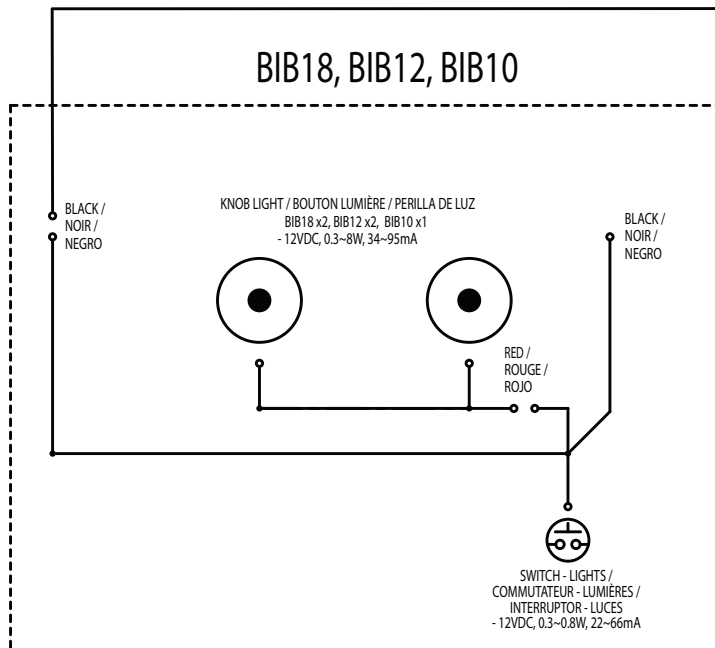 BIB18, BIB12, BIB10
BLACK /
NOIR /
NEGRO
KNOB LIGHT / BOUTON LUMIÈRE / PERILLA DE LUZ
BIB18 x2, BIB12 x2, BIB10 x1
- 12VDC, 0.3~8W, 34~95mA
BLACK /
NOIR /
NEGRO
RED /
ROUGE /
ROJO
SWITCH - LIGHTS /
COMMUTATEUR - LUMIÈRES /
INTERRUPTOR - LUCES
- 12VDC, 0.3~0.8W, 22~66mA